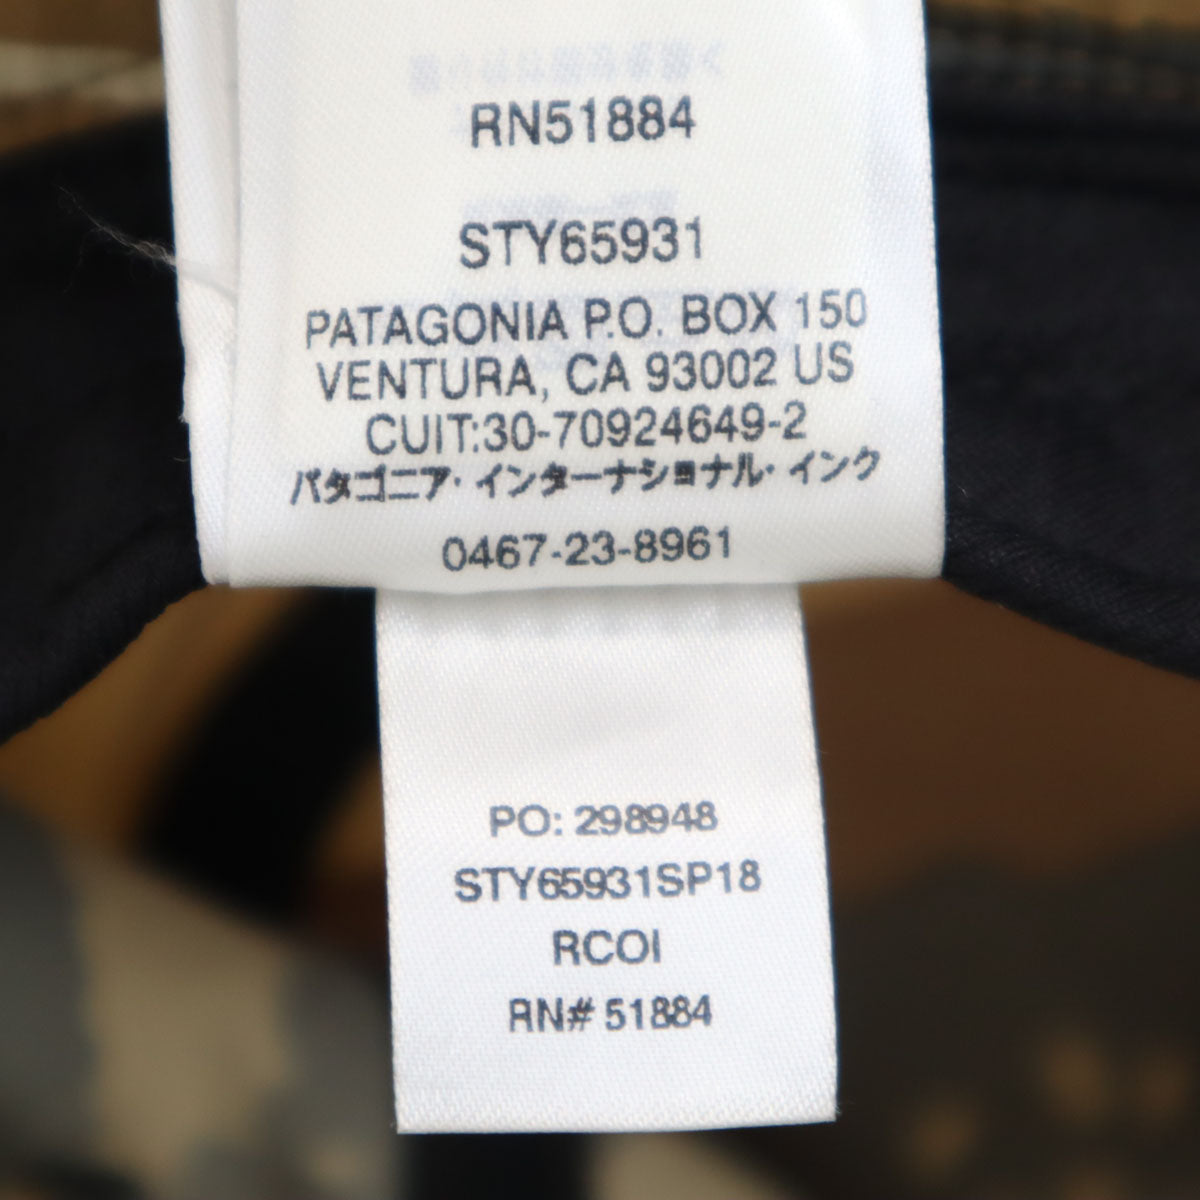 RN51884
STY65931
PATAGONIA P.O. BOX 150
VENTURA, CA 93002 US
CUIT:30-70924649-2
パタゴニア・インターナショナル・インク
0467-23-8961
PO: 298948
STY65931SP18
RCOI
RN# 51884